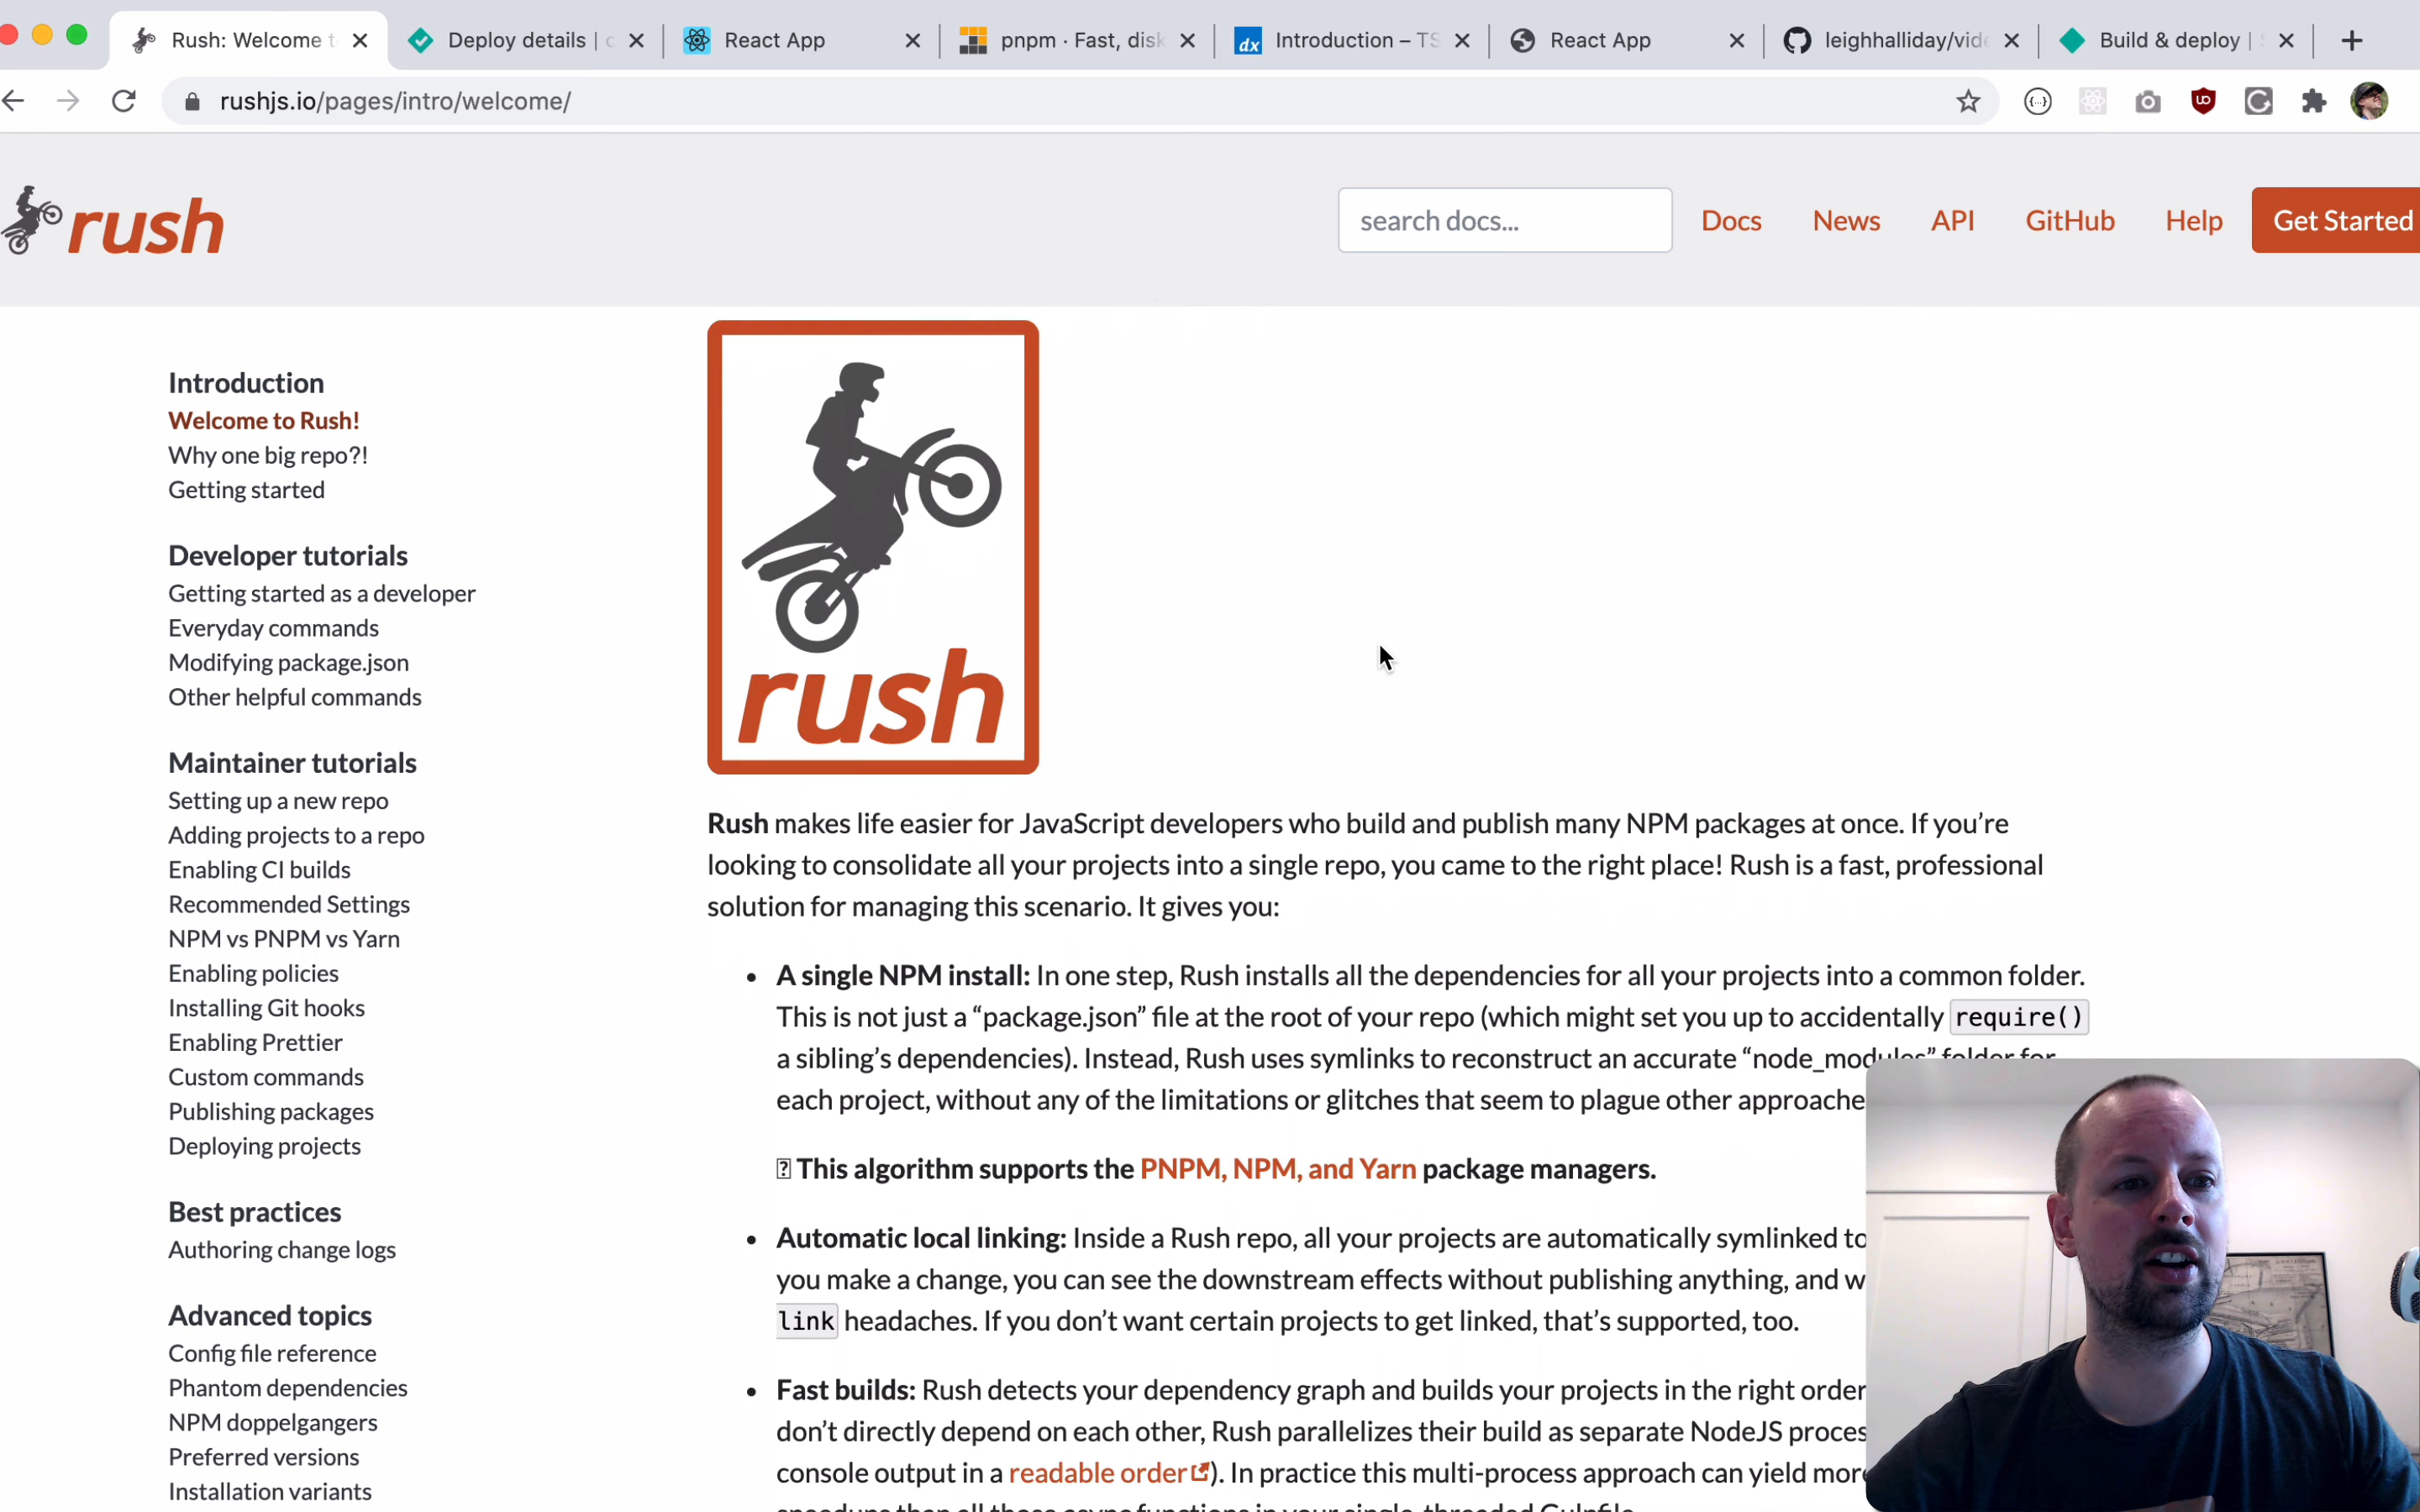 Rush: Welcome t
Deploy details | c
React App
pnpm · Fast, disk
Introduction – TS
React App
leighhalliday/vide
Build & deploy |
rushjs.io/pages/intro/welcome/
rush
search docs...
Docs
News
API
GitHub
Help
Get Started
Introduction
Welcome to Rush!
Why one big repo?!
Getting started
Developer tutorials
Getting started as a developer
Everyday commands
Modifying package.json
Other helpful commands
Maintainer tutorials
Setting up a new repo
Adding projects to a repo
Enabling CI builds
Recommended Settings
NPM vs PNPM vs Yarn
Enabling policies
Installing Git hooks
Enabling Prettier
Custom commands
Publishing packages
Deploying projects
Best practices
Authoring change logs
Advanced topics
Config file reference
Phantom dependencies
NPM doppelgangers
Preferred versions
Installation variants
rush
Rush makes life easier for JavaScript developers who build and publish many NPM packages at once. If you’re
looking to consolidate all your projects into a single repo, you came to the right place! Rush is a fast, professional
solution for managing this scenario. It gives you:
• A single NPM install: In one step, Rush installs all the dependencies for all your projects into a common folder.
This is not just a “package.json” file at the root of your repo (which might set you up to accidentally require()
a sibling’s dependencies). Instead, Rush uses symlinks to reconstruct an accurate “node_modules” folder for
each project, without any of the limitations or glitches that seem to plague other approache
This algorithm supports the PNPM, NPM, and Yarn package managers.
• Automatic local linking: Inside a Rush repo, all your projects are automatically symlinked to
you make a change, you can see the downstream effects without publishing anything, and w
link headaches. If you don’t want certain projects to get linked, that’s supported, too.
• Fast builds: Rush detects your dependency graph and builds your projects in the right order
don’t directly depend on each other, Rush parallelizes their build as separate NodeJS proces
console output in a readable order). In practice this multi-process approach can yield more
speedups than all those async functions in your single-threaded Gulpfile.